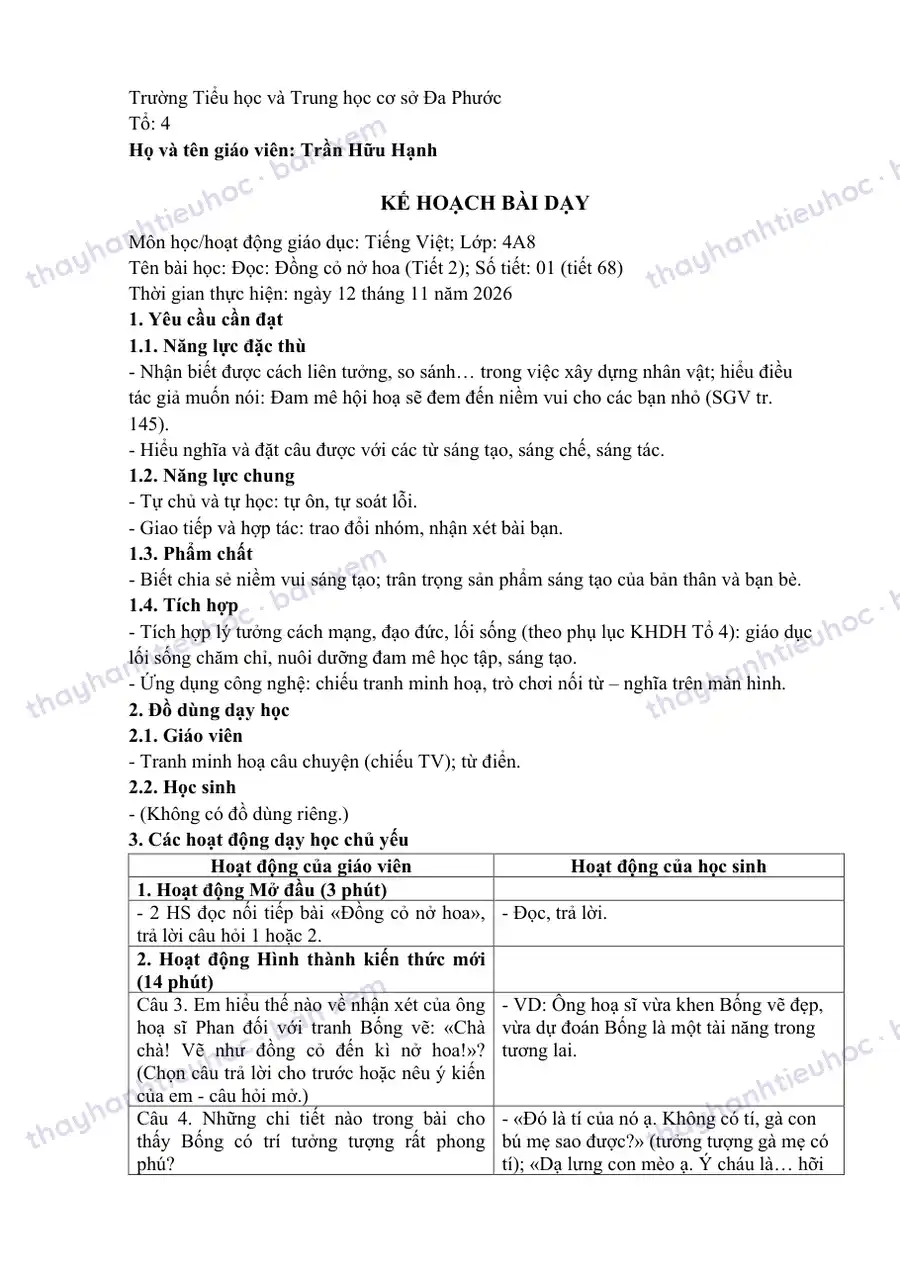 Trường Tiểu học và Trung học cơ sở Đa Phước
Tổ: 4
Họ và tên giáo viên: Trần Hữu Hạnh
KẾ HOẠCH BÀI DẠY
Môn học/hoạt động giáo dục: Tiếng Việt; Lớp: 4A8
Tên bài học: Đọc: Đồng cỏ nở hoa (Tiết 2); Số tiết: 01 (tiết 68)
Thời gian thực hiện: ngày 12 tháng 11 năm 2026
1. Yêu cầu cần đạt
1.1. Năng lực đặc thù
- Nhận biết được cách liên tưởng, so sánh… trong việc xây dựng nhân vật; hiểu điều
tác giả muốn nói: Đam mê hội hoạ sẽ đem đến niềm vui cho các bạn nhỏ (SGV tr.
145).
- Hiểu nghĩa và đặt câu được với các từ sáng tạo, sáng chế, sáng tác.
1.2. Năng lực chung
- Tự chủ và tự học: tự ôn, tự soát lỗi.
- Giao tiếp và hợp tác: trao đổi nhóm, nhận xét bài bạn.
1.3. Phẩm chất
- Biết chia sẻ niềm vui sáng tạo; trân trọng sản phẩm sáng tạo của bản thân và bạn bè.
1.4. Tích hợp
- Tích hợp lý tưởng cách mạng, đạo đức, lối sống (theo phụ lục KHDH Tổ 4): giáo dục
lối sống chăm chỉ, nuôi dưỡng đam mê học tập, sáng tạo.
- Ứng dụng công nghệ: chiếu tranh minh hoạ, trò chơi nối từ – nghĩa trên màn hình.
2. Đồ dùng dạy học
2.1. Giáo viên
- Tranh minh hoạ câu chuyện (chiếu TV); từ điển.
2.2. Học sinh
- (Không có đồ dùng riêng.)
3. Các hoạt động dạy học chủ yếu
Hoạt động của giáo viên
Hoạt động của học sinh
1. Hoạt động Mở đầu (3 phút)
- 2 HS đọc nối tiếp bài «Đồng cỏ nở hoa»,
trả lời câu hỏi 1 hoặc 2.
- Đọc, trả lời.
2. Hoạt động Hình thành kiến thức mới
(14 phút)
Câu 3. Em hiểu thế nào về nhận xét của ông
hoạ sĩ Phan đối với tranh Bống vẽ: «Chà
chà! Vẽ như đồng cỏ đến kì nở hoa!»?
(Chọn câu trả lời cho trước hoặc nêu ý kiến
của em - câu hỏi mở.)
- VD: Ông hoạ sĩ vừa khen Bống vẽ đẹp,
vừa dự đoán Bống là một tài năng trong
tương lai.
Câu 4. Những chi tiết nào trong bài cho
thấy Bống có trí tưởng tượng rất phong
phú?
- «Đó là tí của nó ạ. Không có tí, gà con
bú mẹ sao được?» (tưởng tượng gà mẹ có
tí); «Dạ lưng con mèo ạ. Ý cháu là… hỡi
thayhanhtieuhoc · bản xem
thayhanhtieuhoc · b
thayhanhtieuhoc · bản xem
thayhanhtieuhoc · b
thayhanhtieuhoc · bản xem
thayhanhtieuhoc · b